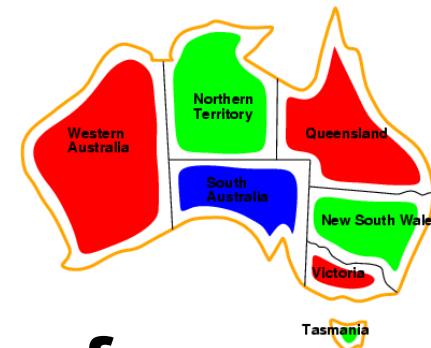 Northern
Territory
Western
Australia
Queensland
South
Australia
New South Wale
Victoria
Tasmania